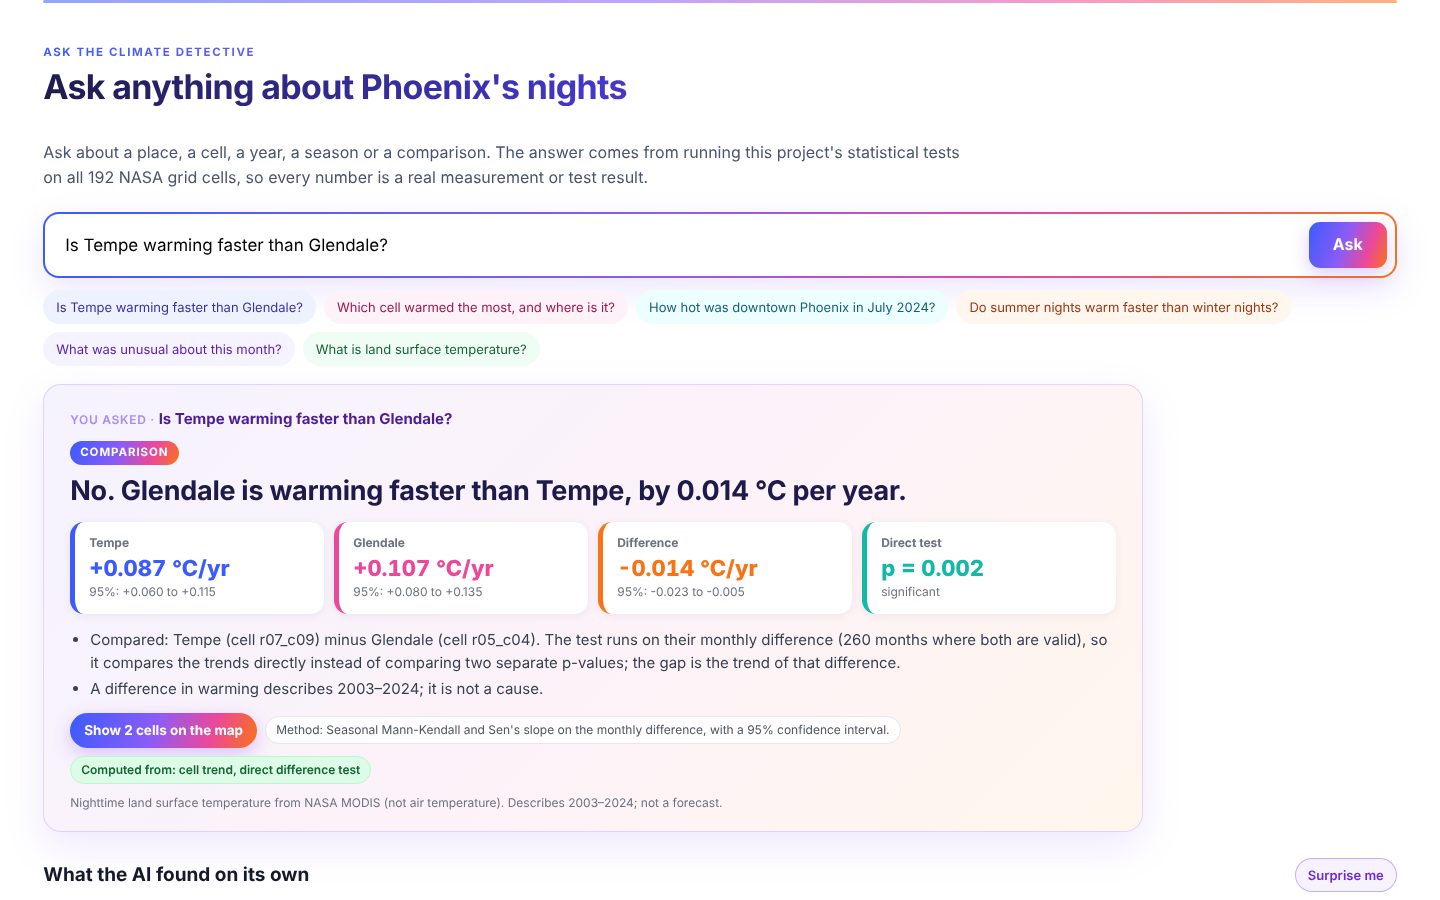 ASK THE CLIMATE DETECTIVE
Ask anything about Phoenix's nights
Ask about a place, a cell, a year, a season or a comparison. The answer comes from running this project's statistical tests
on all 192 NASA grid cells, so every number is a real measurement or test result.
Is Tempe warming faster than Glendale?
Ask
Is Tempe warming faster than Glendale?
Which cell warmed the most, and where is it?
How hot was downtown Phoenix in July 2024?
Do summer nights warm faster than winter nights?
What was unusual about this month?
What is land surface temperature?
YOU ASKED · Is Tempe warming faster than Glendale?
COMPARISON
No. Glendale is warming faster than Tempe, by 0.014 °C per year.
Tempe
+0.087 °C/yr
95%: +0.060 to +0.115
Glendale
+0.107 °C/yr
95%: +0.080 to +0.135
Difference
-0.014 °C/yr
95%: -0.023 to -0.005
Direct test
p = 0.002
significant
• Compared: Tempe (cell r07_c09) minus Glendale (cell r05_c04). The test runs on their monthly difference (260 months where both are valid), so
it compares the trends directly instead of comparing two separate p-values; the gap is the trend of that difference.
• A difference in warming describes 2003–2024; it is not a cause.
Show 2 cells on the map
Method: Seasonal Mann-Kendall and Sen's slope on the monthly difference, with a 95% confidence interval.
Computed from: cell trend, direct difference test
Nighttime land surface temperature from NASA MODIS (not air temperature). Describes 2003–2024; not a forecast.
What the AI found on its own
Surprise me